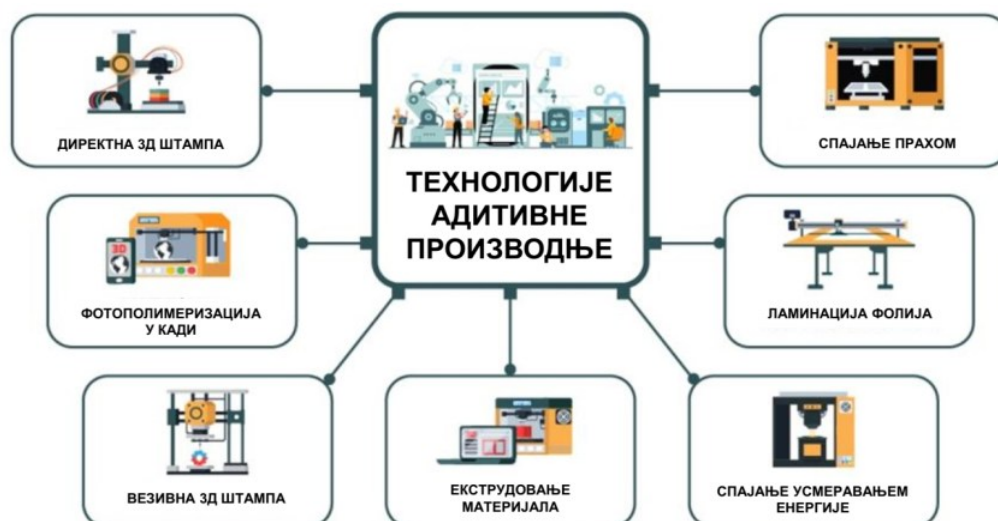 ТЕХНОЛОГИЈЕ
АДИТИВНЕ
ПРОИЗВОДЊЕ
ДИРЕКТНА 3Д ШТАМПА
СПАЈАЊЕ ПРАХОМ
3D
ФОТОПОЛИМЕРИЗАЦИЈА
У КАДИ
ЛАМИНАЦИЈА ФОЛИЈА
ВЕЗИВНА 3Д ШТАМПА
ЕКСТРУДОВАЊЕ
МАТЕРИЈАЛА
СПАЈАЊЕ УСМЕРАВАЊЕМ
ЕНЕРГИЈЕ